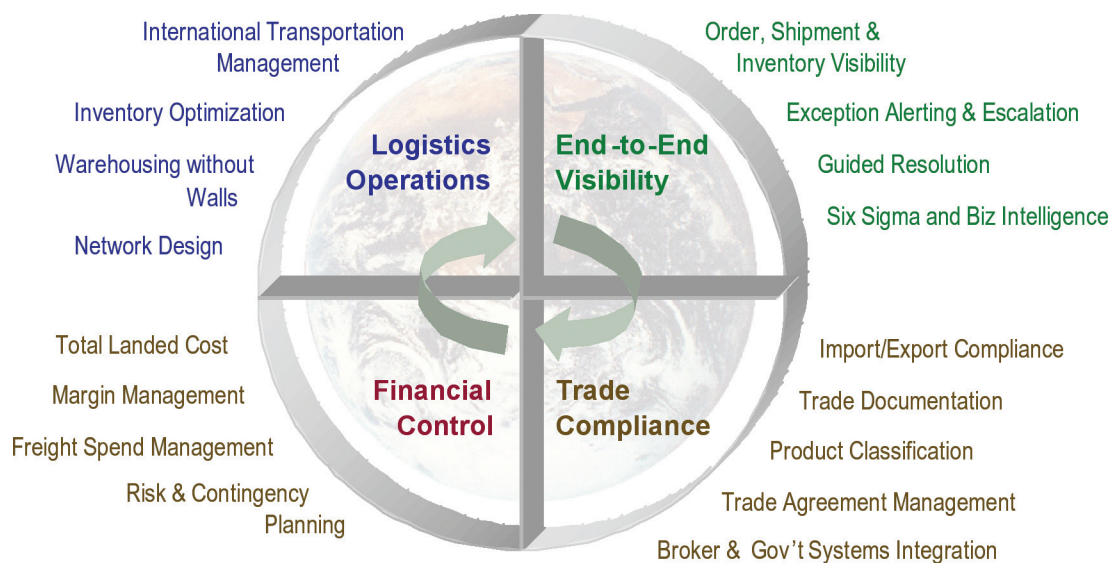 International Transportation
Management
Inventory Optimization
Warehousing without
Walls
Network Design
Logistics
Operations
End-to-End
Visibility
Order, Shipment &
Inventory Visibility
Exception Alerting & Escalation
Guided Resolution
Six Sigma and Biz Intelligence
Total Landed Cost
Margin Management
Freight Spend Management
Risk & Contingency
Planning
Financial
Control
Trade
Compliance
Import/Export Compliance
Trade Documentation
Product Classification
Trade Agreement Management
Broker & Gov't Systems Integration